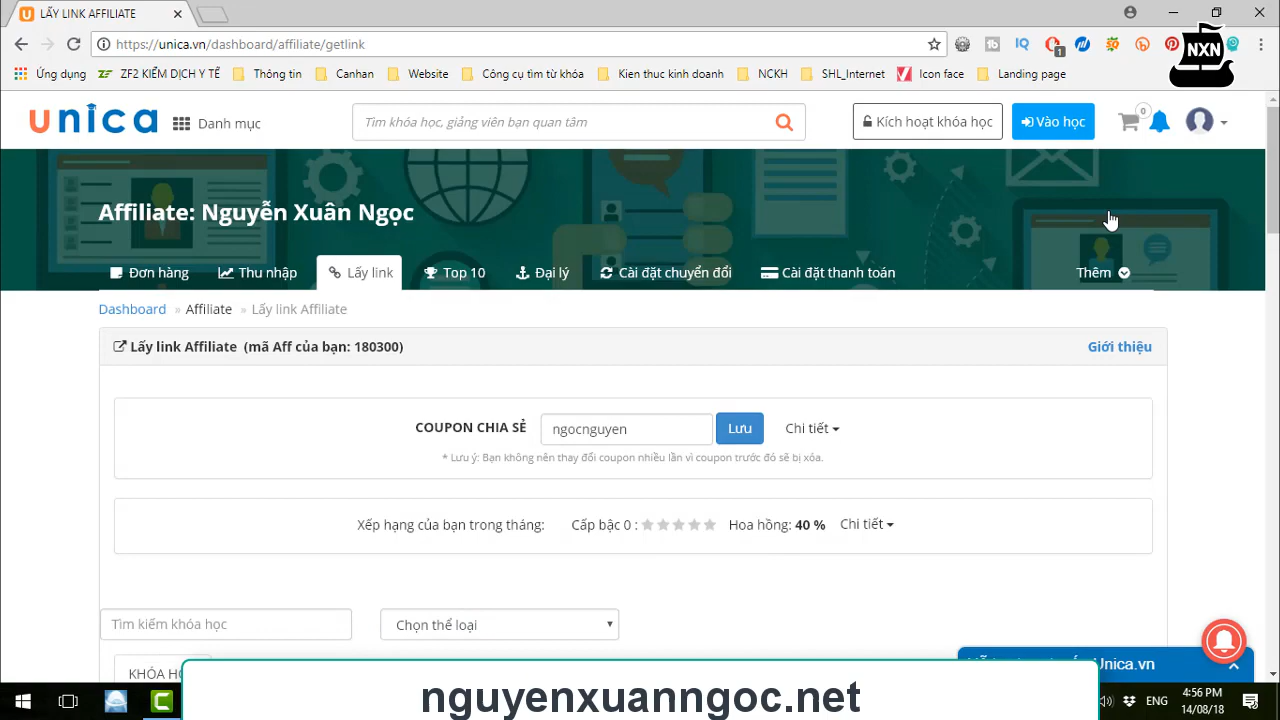 LẤY LINK AFFILIATE
https://unica.vn/dashboard/affiliate/getlink
Ứng dụng
ZF2 KIỂM DỊCH TẾ
Thông tin
Canhan
Website
Công cụ tìm từ khóa
Kien thuc kinh doanh
NCKH
SHL_Internet
Icon face
Landing page
NXN
unica
Danh mục
Tìm khóa học, giảng viên bạn quan tâm
Kích hoạt khóa học
Vào học
0
Affiliate: Nguyễn Xuân Ngọc
Đơn hàng
Thu nhập
Lấy link
Top 10
Đại lý
Cài đặt chuyển đổi
Cài đặt thanh toán
Thêm
Dashboard » Affiliate » Lấy link Affiliate
Lấy link Affiliate (mã Aff của bạn: 180300)
Giới thiệu
COUPON CHIA SẺ
ngocnguyen
Lưu
Chi tiết
* Lưu ý: Bạn không nên thay đổi coupon nhiều lần vì coupon trước đó sẽ bị xóa.
Xếp hạng của bạn trong tháng:
Cấp bậc 0 :
Hoa hồng: 40 %
Chi tiết
Tìm kiếm khóa học
Chọn thể loại
Unica.vn
nguyenxuanngoc.net
ENG
4:56 PM
14/08/18